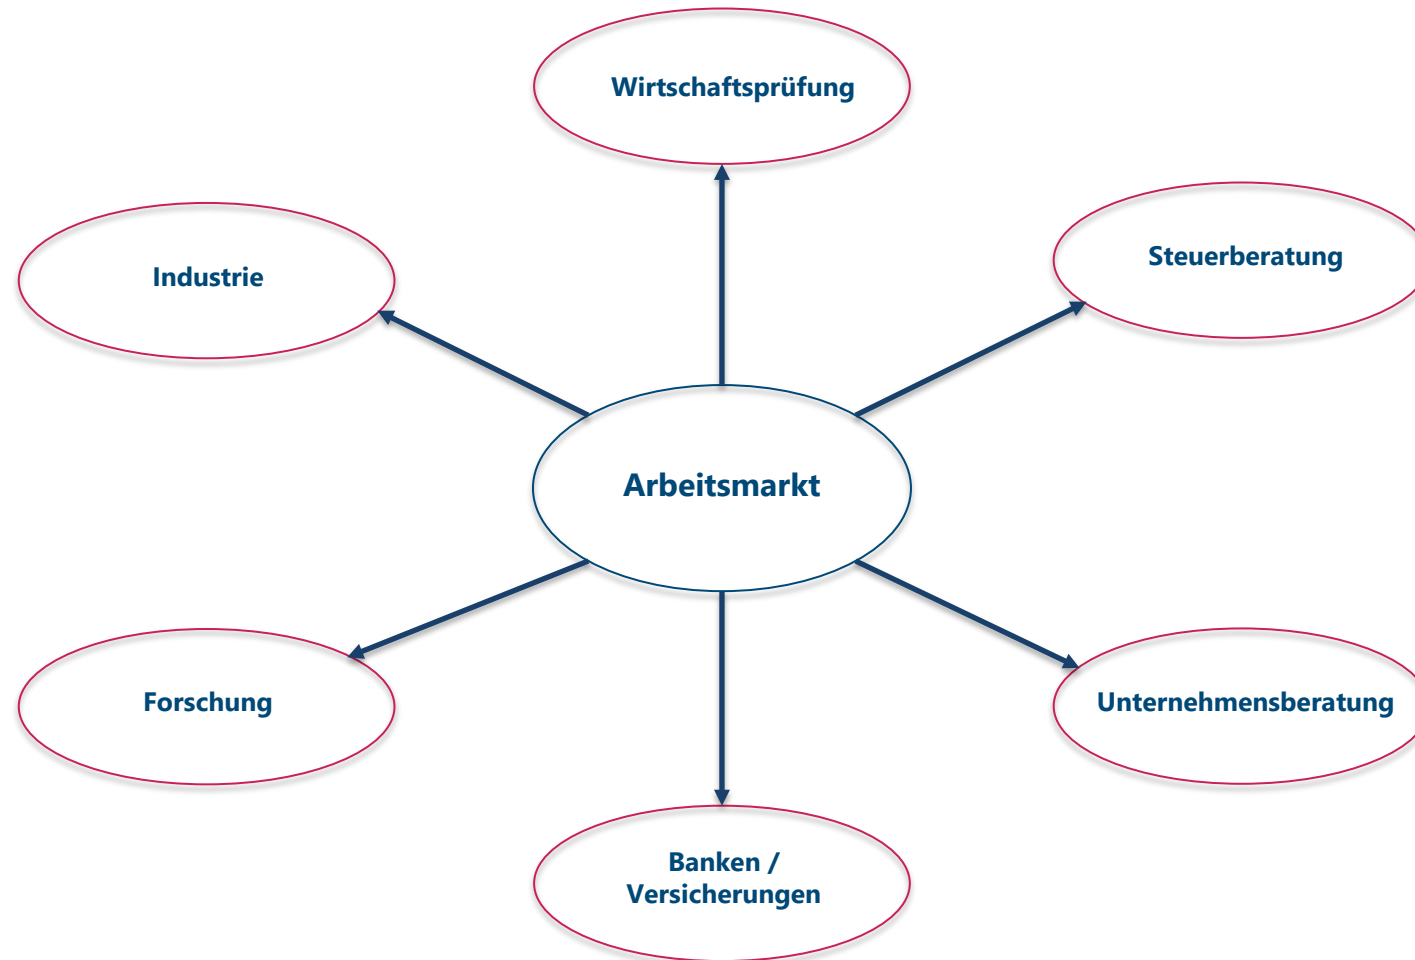 Wirtschaftsprüfung
Steuerberatung
Industrie
Arbeitsmarkt
Forschung
Unternehmensberatung
Banken /
Versicherungen